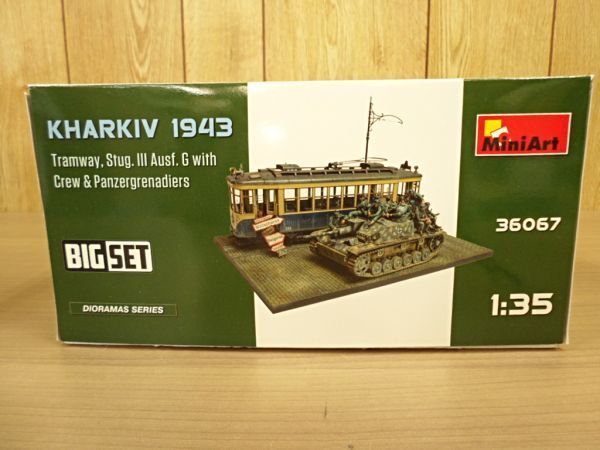 KHARKIV 1943
Tramway, Stug. III Ausf. G with
Crew & Panzergrenadiers
BIG SET
DIORAMAS SERIES
MiniArt
36067
1:35